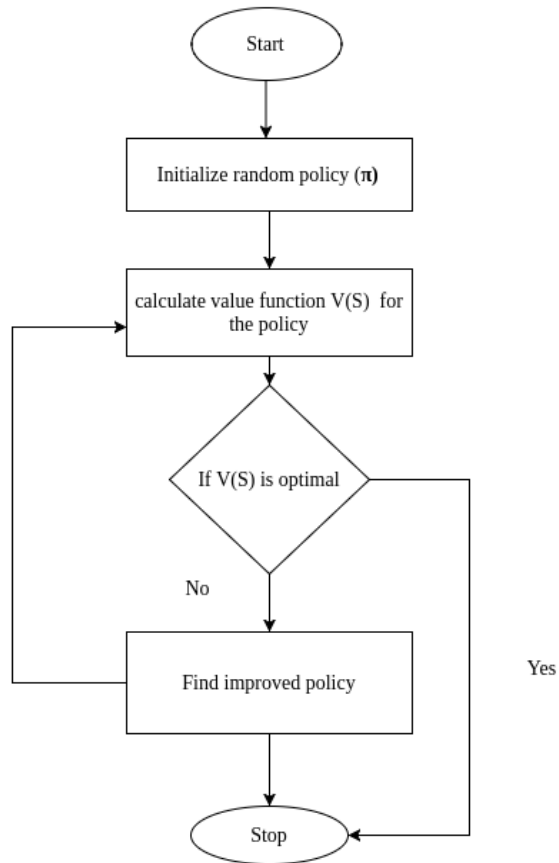 Start
Initialize random policy (π)
calculate value function V(S) for
the policy
If V(S) is optimal
No
Find improved policy
Yes
Stop